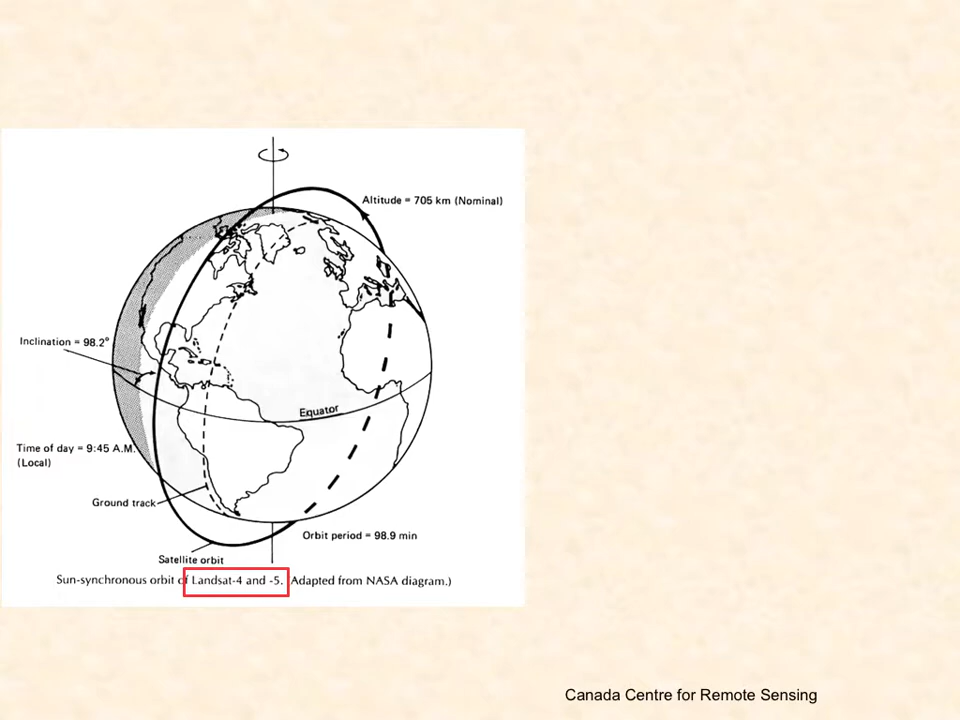 Altitude = 705 km (Nominal)
Inclination = 98.2°
Equator
Time of day = 9:45 A.M.
(Local)
Ground track
Orbit period = 98.9 min
Satellite orbit
Sun-synchronous orbit of Landsat-4 and -5. (Adapted from NASA diagram.)
Canada Centre for Remote Sensing